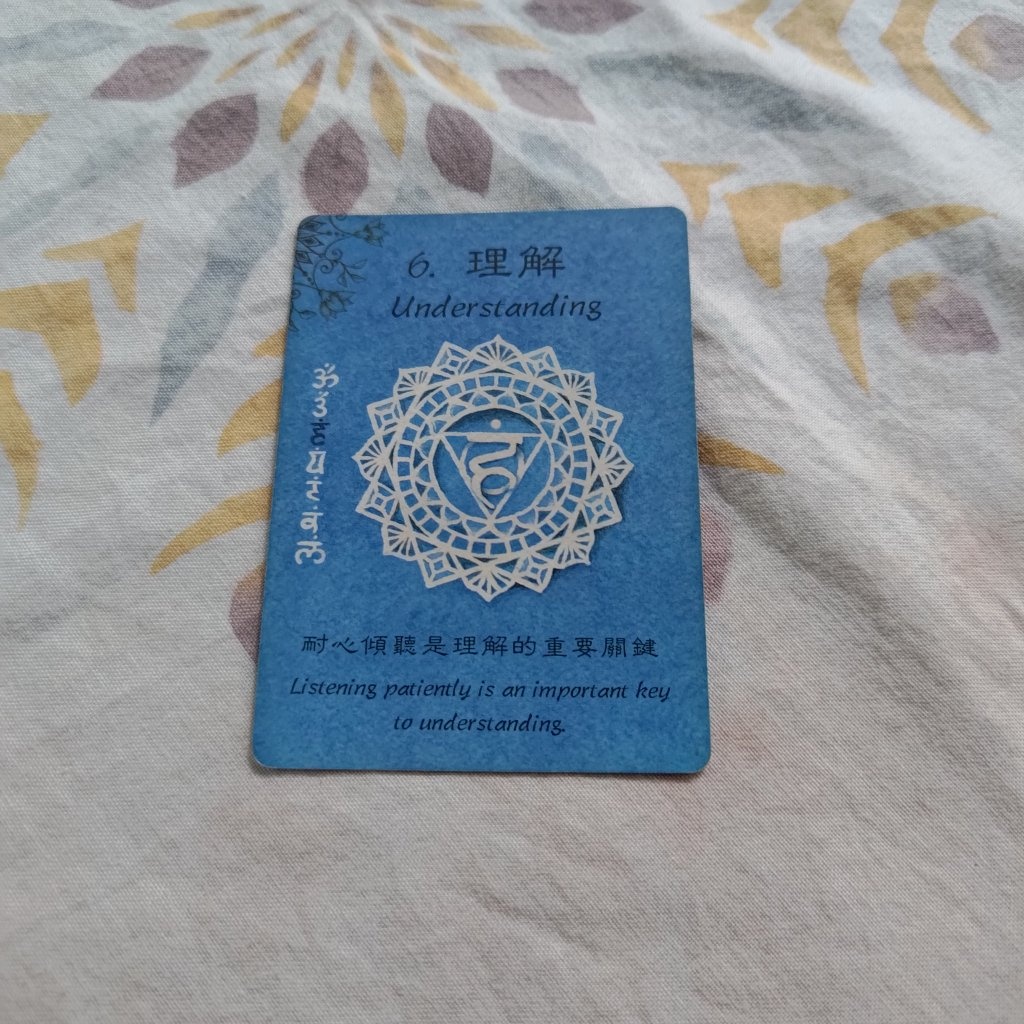 6. 理解
Understanding
ॐ
हं
耐心傾聽是理解的重要關鍵
Listening patiently is an important key
to understanding.